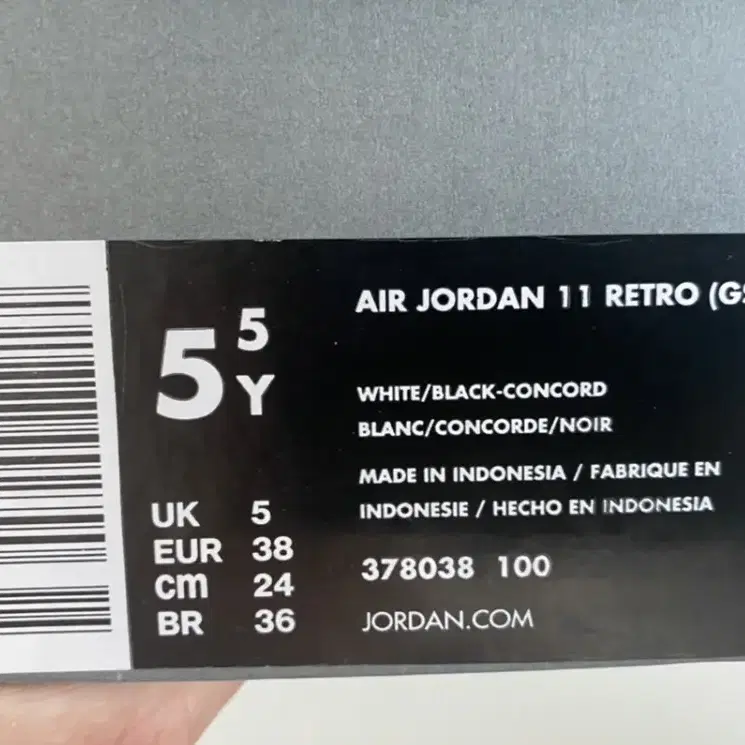 5 5 Y
UK 5
EUR 38
cm 24
BR 36
AIR JORDAN 11 RETRO (GS
WHITE/BLACK-CONCORD
BLANC/CONCORDE/NOIR
MADE IN INDONESIA / FABRIQUE EN
INDONESIE / HECHO EN INDONESIA
378038 100
JORDAN.COM